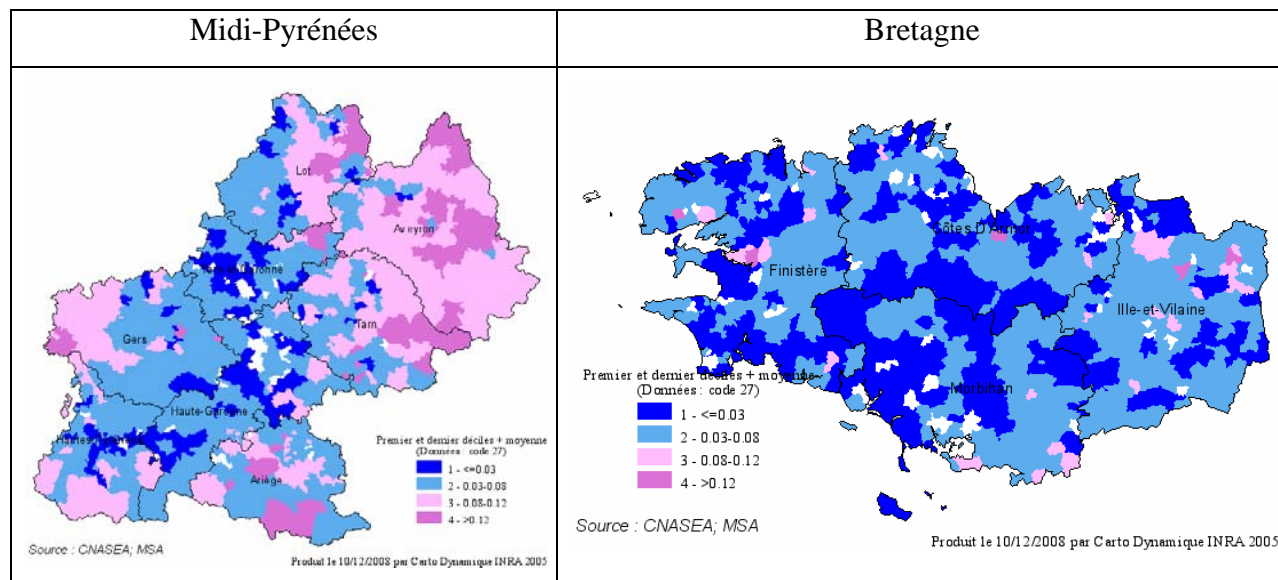 Midi-Pyrénées
Bretagne
Lot
Aveyron
Tarn
Gers
Haute-Garonne
Ariège
Premier et dernier déciles + moyenne
(Données : code 27)
1 - <=0.03
2 - 0.03-0.08
3 - 0.08-0.12
4 - >0.12
Source : CNASEA; MSA
Produit le 10/12/2008 par Carto Dynamique INRA 2005
Côtes D'Armor
Finistère
Ille-et-Vilaine
Morbihan
Premier et dernier déciles + moyenne
(Données : code 27)
1 - <=0.03
2 - 0.03-0.08
3 - 0.08-0.12
4 - >0.12
Source : CNASEA; MSA
Produit le 10/12/2008 par Carto Dynamique INRA 2005